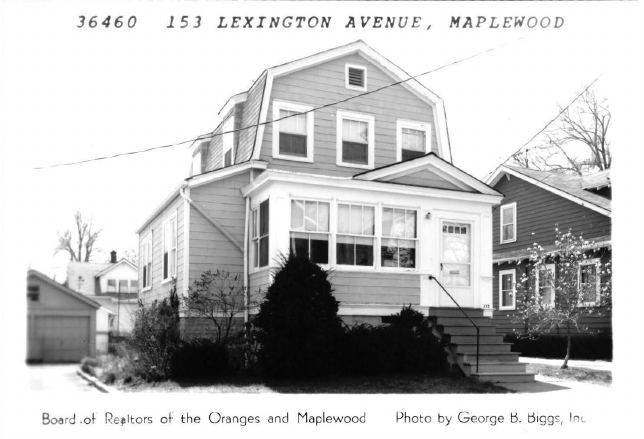 36460 153 LEXINGTON AVENUE, MAPLEWOOD
Board of Realtors of the Oranges and Maplewood Photo by George B. Biggs, Inc